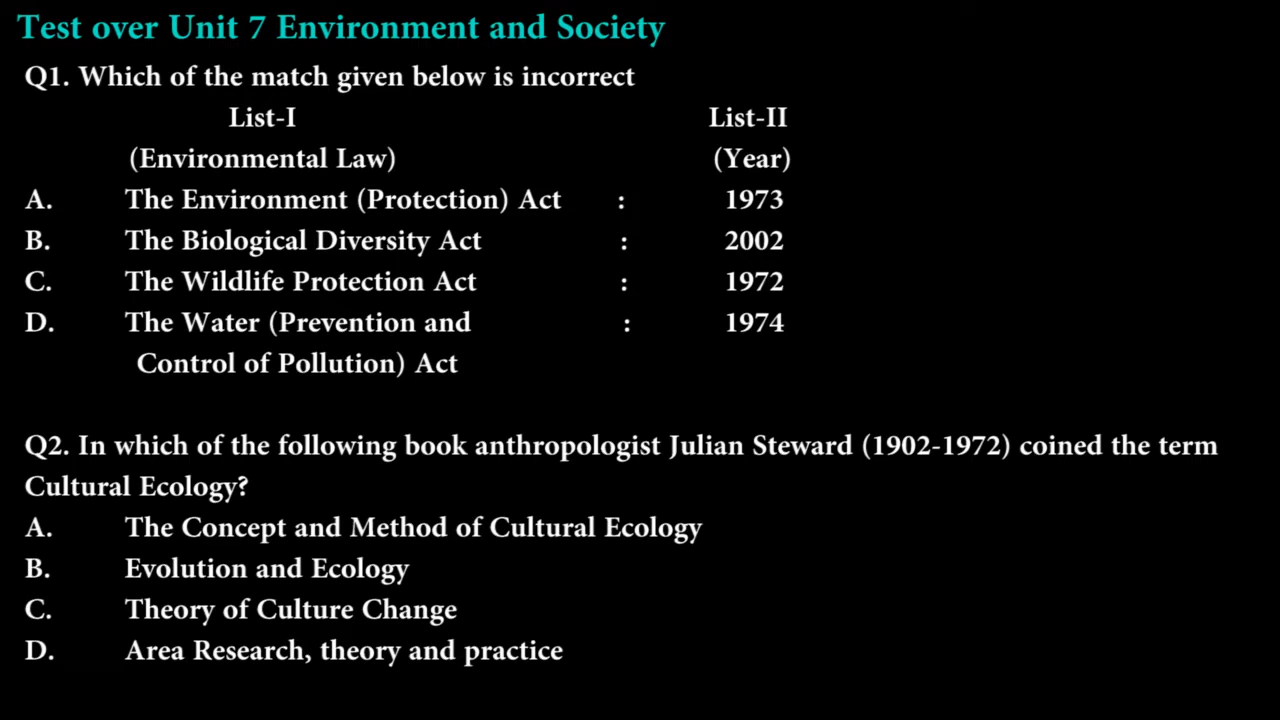 Test over Unit 7 Environment and Society
Q1. Which of the match given below is incorrect
List-I List-II
(Environmental Law) (Year)
A. The Environment (Protection) Act : 1973
B. The Biological Diversity Act : 2002
C. The Wildlife Protection Act : 1972
D. The Water (Prevention and : 1974
Control of Pollution) Act
Q2. In which of the following book anthropologist Julian Steward (1902-1972) coined the term
Cultural Ecology?
A. The Concept and Method of Cultural Ecology
B. Evolution and Ecology
C. Theory of Culture Change
D. Area Research, theory and practice